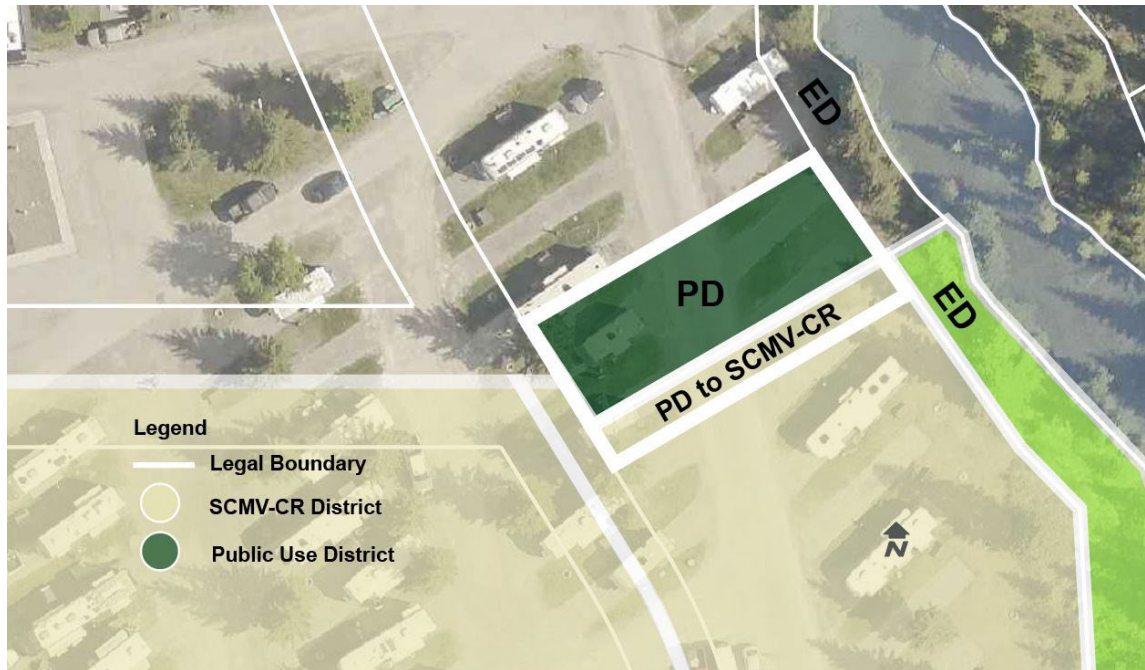 ED
PD
ED
PD to SCMV-CR
Legend
Legal Boundary
SCMV-CR District
Public Use District
N